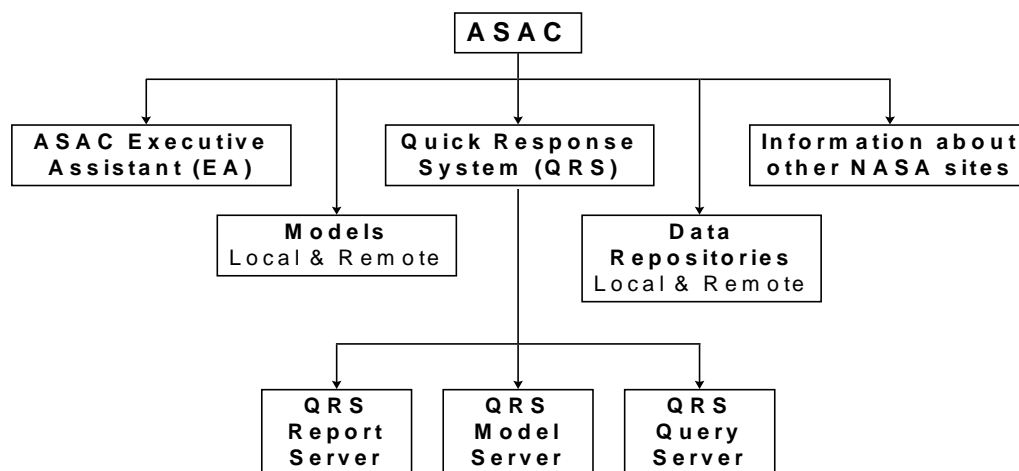 ASAC
ASAC Executive
Assistant (EA)
Quick Response
System (QRS)
Information about
other NASA sites
Models
Local & Remote
Data
Repositories
Local & Remote
QRS
Report
Server
QRS
Model
Server
QRS
Query
Server